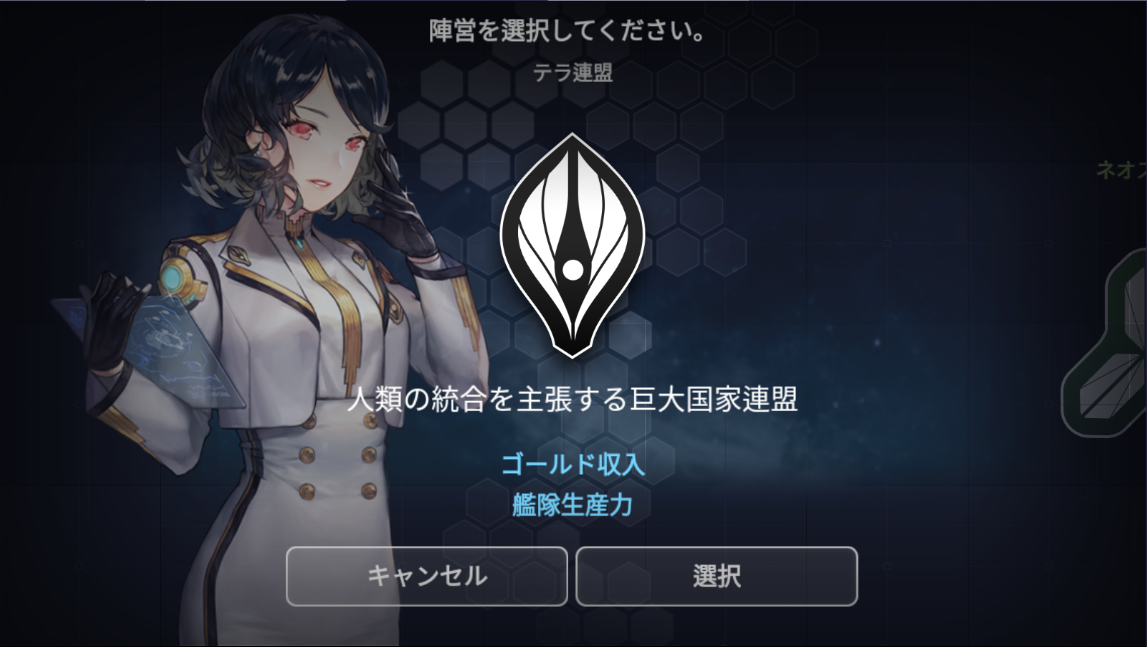 陣営を選択してください。
テラ連盟
人類の統合を主張する巨大国家連盟
ゴールド収入
艦隊生産力
キャンセル
選択